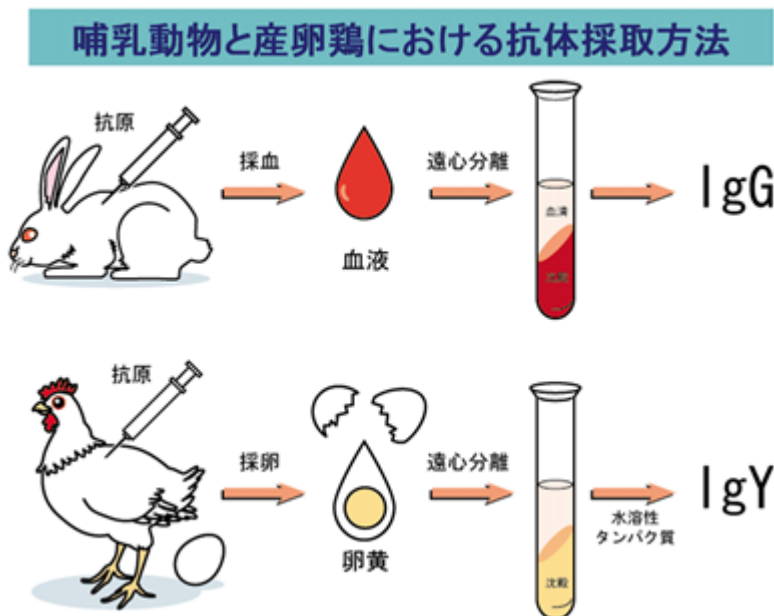 哺乳動物と産卵鶏における抗体採取方法
抗原
採血
遠心分離
血液
血清
沈殿
IgG
抗原
採卵
遠心分離
卵黄
沈殿
水溶性
タンパク質
IgY